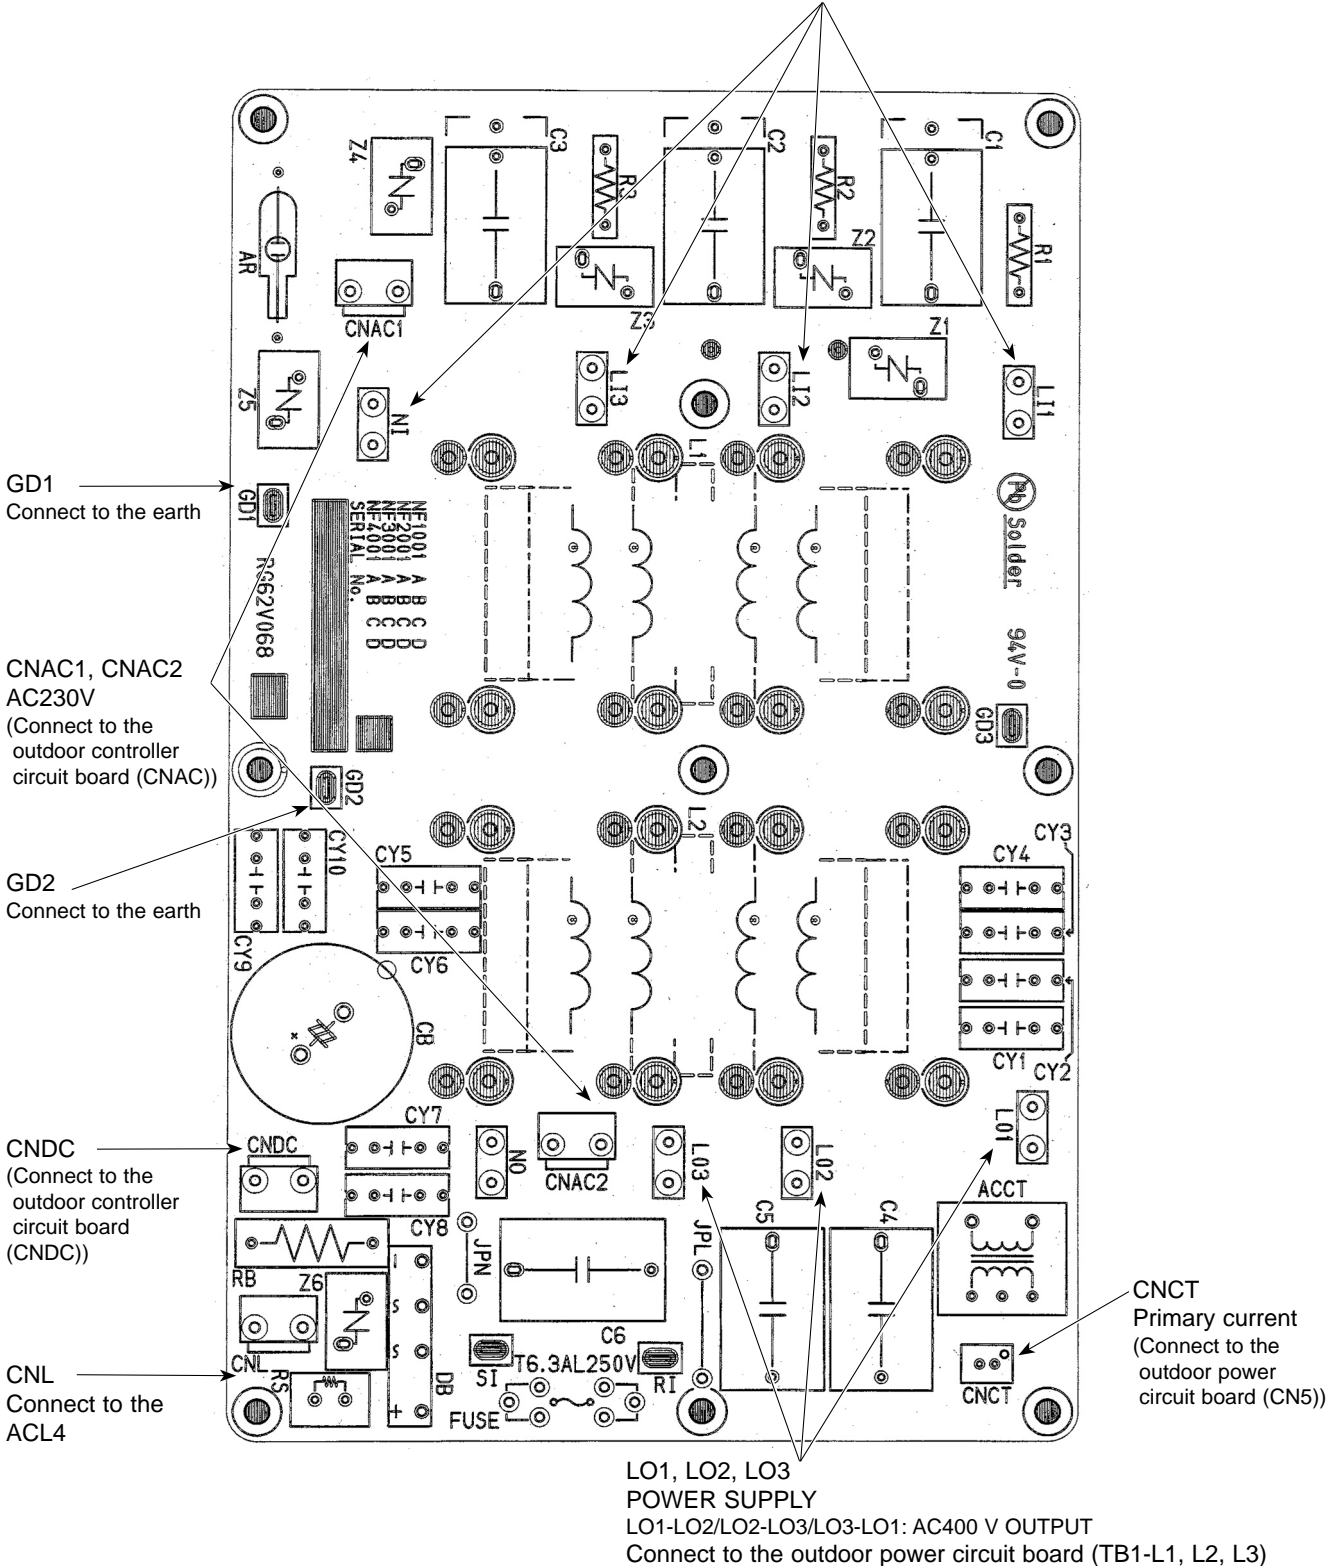 C3
C2
C1
Z4
R3
R2
R1
Z2
AR
CNAC1
Z3
Z1
Z5
NI
LI3
LI2
LI1
L1
GD1
Connect to the earth
GD1
NF1001 A B C D
NF2001 A B C D
NF3001 A B C D
NF4001 A B C D
SERIAL No.
Pb
Solder
RG62V068
94V-0
CNAC1, CNAC2
AC230V
(Connect to the
outdoor controller
circuit board (CNAC))
GD3
GD2
L2
GD2
Connect to the earth
CY10
CY5
CY3
CY4
CY9
CY6
CB
CY1
CY2
CY7
LO1
CNDC
(Connect to the
outdoor controller
circuit board
(CNDC))
CNDC
NO
CNAC2
LO3
LO2
ACCT
CY8
JPN
JPL
C5
C4
RB
Z6
- S S +
C6
CNCT
Primary current
(Connect to the
outdoor power
circuit board (CN5))
CNL
Connect to the
ACL4
CNL
RS
DB
SI
T6.3AL250V
RI
FUSE
CNCT
LO1, LO2, LO3
POWER SUPPLY
LO1-LO2/LO2-LO3/LO3-LO1: AC400 V OUTPUT
Connect to the outdoor power circuit board (TB1-L1, L2, L3)